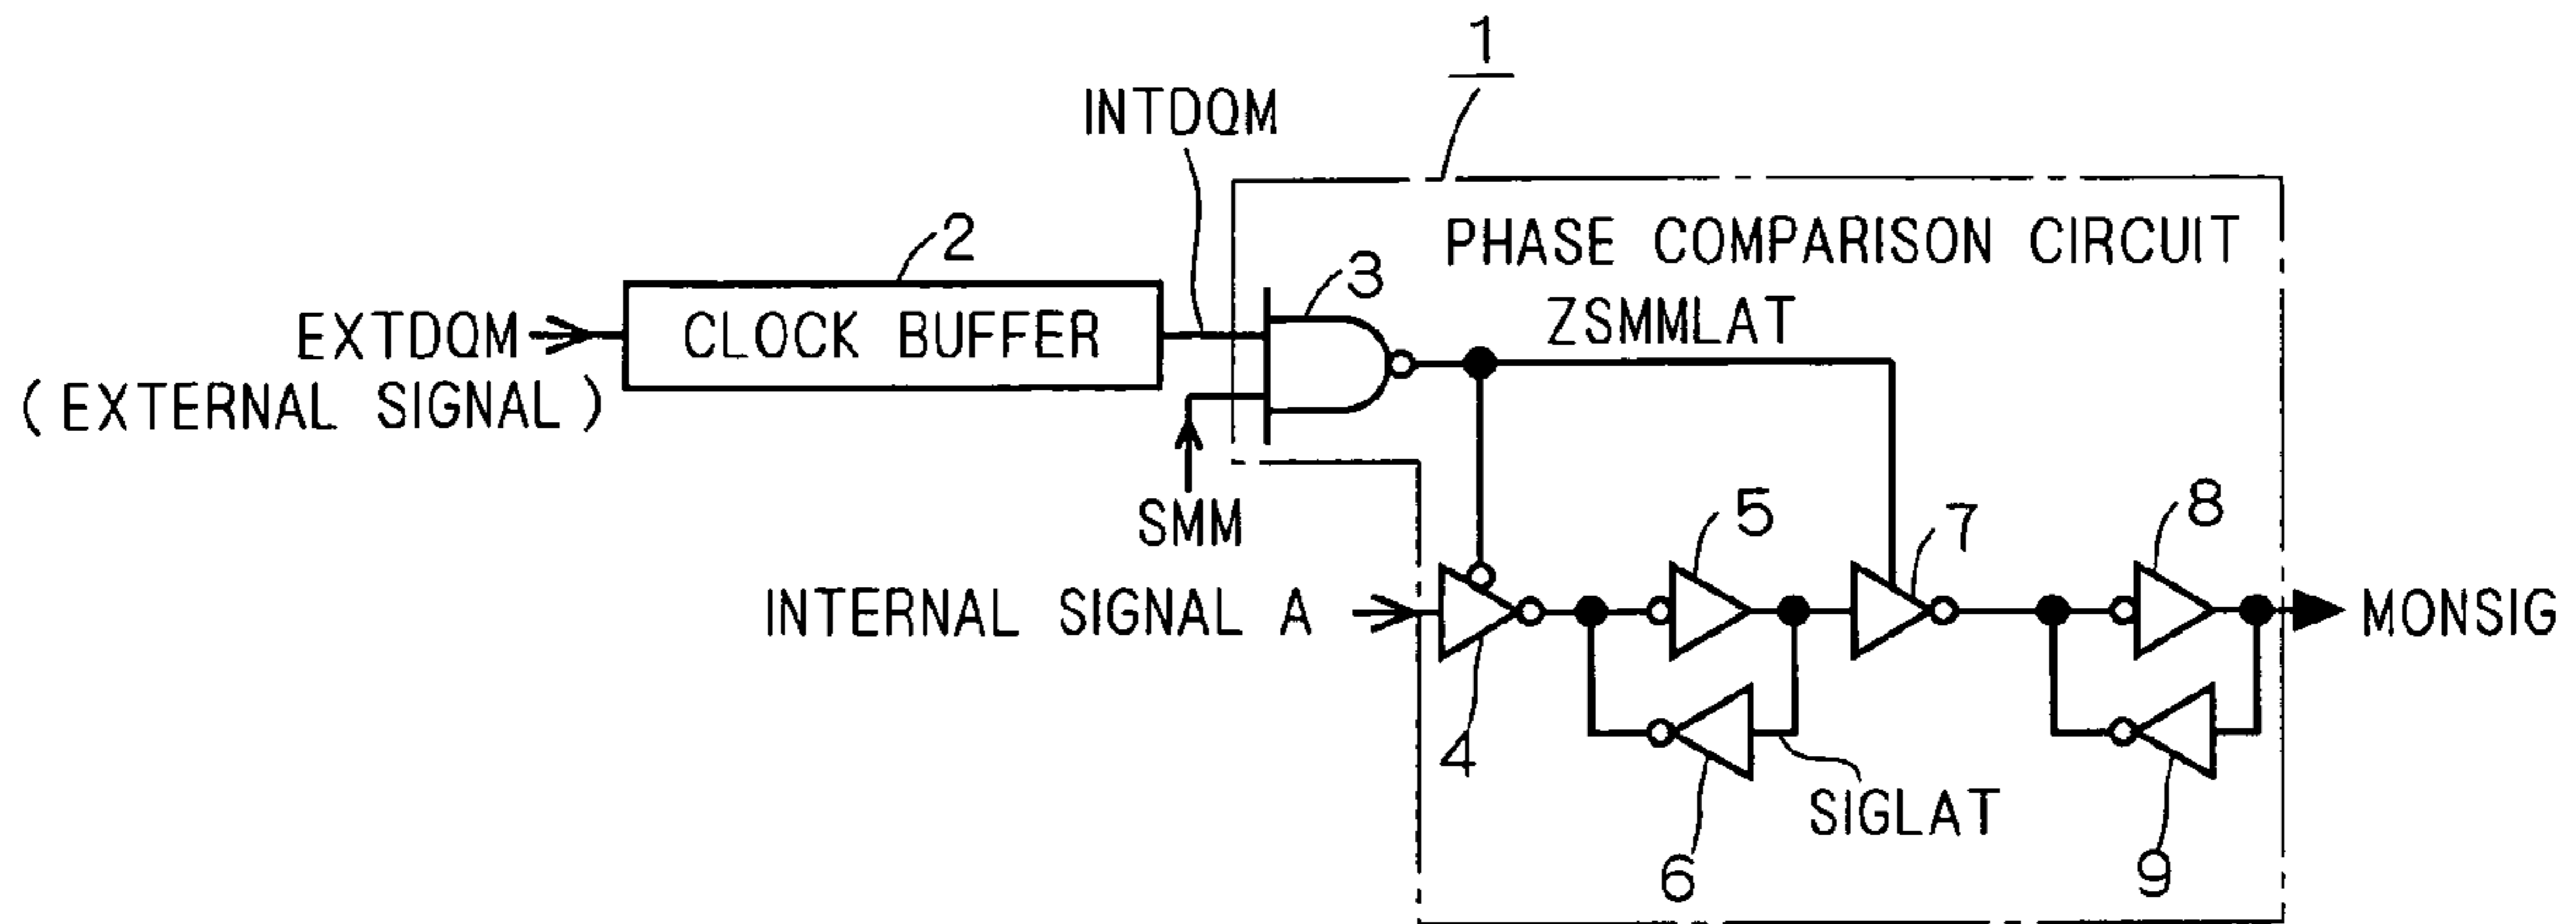 1
INTDQM
PHASE COMPARISON CIRCUIT
2
3
ZSMMLAT
EXTDQM
CLOCK BUFFER
(EXTERNAL SIGNAL)
SMM
5
7
8
INTERNAL SIGNAL A
MONSIG
4
SIGLAT
6
9